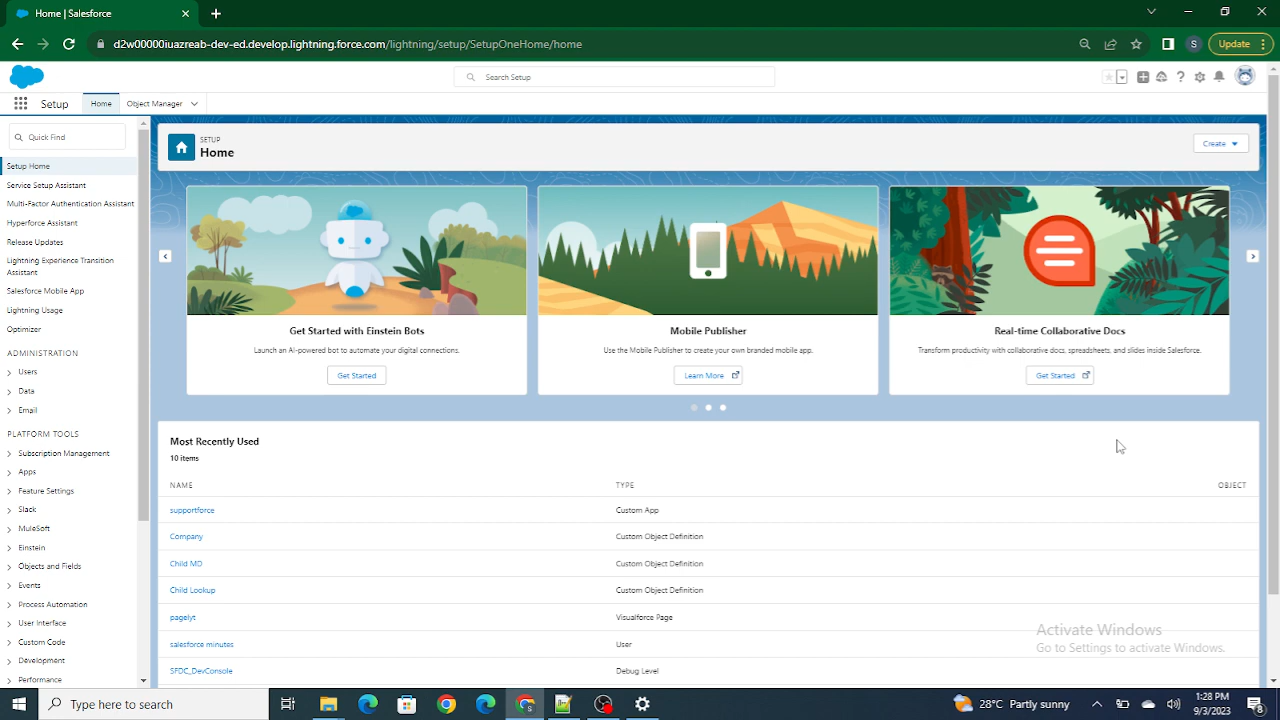 Home | Salesforce
d2w00000iuazreab-dev-ed.develop.lightning.force.com/lightning/setup/SetupOneHome/home
S
Update
Search Setup
Setup
Home
Object Manager
Quick Find
Setup Home
Service Setup Assistant
Multi-Factor Authentication Assistant
Hyperforce Assistant
Release Updates
Lightning Experience Transition
Assistant
Salesforce Mobile App
Lightning Usage
Optimizer
ADMINISTRATION
Users
Data
Email
PLATFORM TOOLS
Subscription Management
Apps
Feature Settings
Slack
MuleSoft
Einstein
Objects and Fields
Events
Process Automation
User Interface
Custom Code
Development
Performance
SETUP
Home
Create
Get Started with Einstein Bots
Launch an AI-powered bot to automate your digital connections.
Get Started
Mobile Publisher
Use the Mobile Publisher to create your own branded mobile app.
Learn More
Real-time Collaborative Docs
Transform productivity with collaborative docs, spreadsheets, and slides inside Salesforce.
Get Started
Most Recently Used
10 items
NAME TYPE OBJECT
supportforce Custom App
Company Custom Object Definition
Child MD Custom Object Definition
Child Lookup Custom Object Definition
pagelyt Visualforce Page
salesforce minutes User
SFDC_DevConsole Debug Level
Activate Windows
Go to Settings to activate Windows.
Type here to search
28°C Partly sunny
1:28 PM
9/3/2023
8